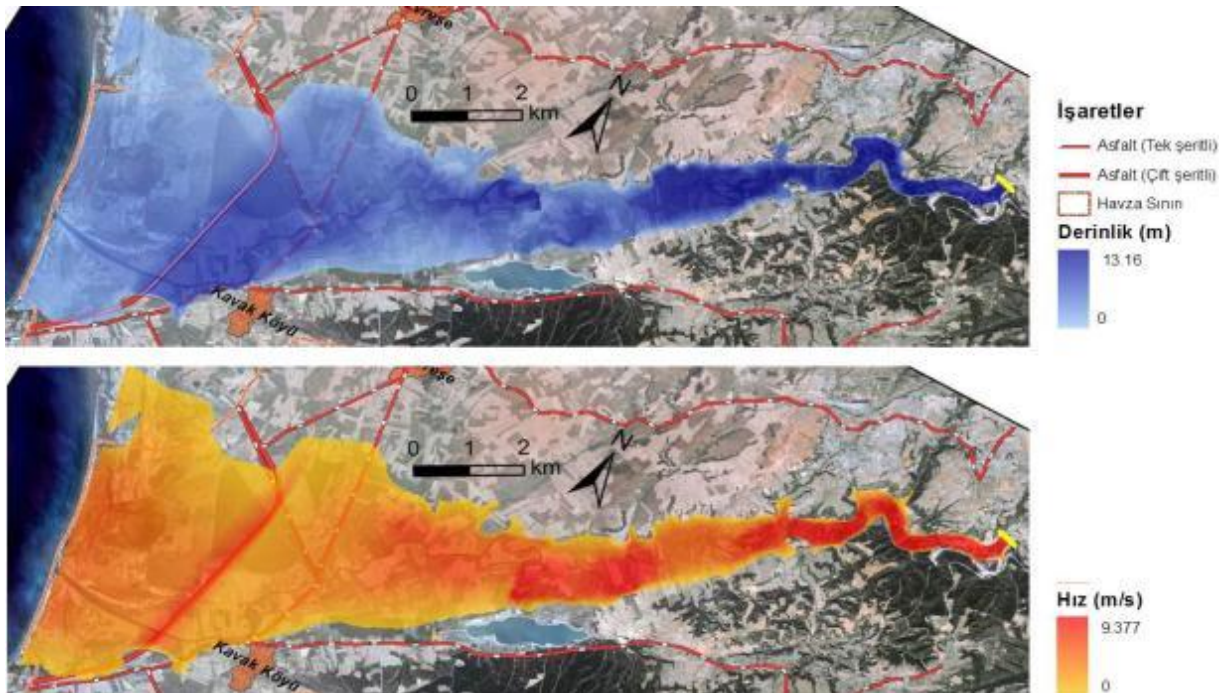 0 1 2
km
N
Kavak Köyü
İşaretler
Asfalt (Tek şeritli)
Asfalt (Çift şeritli)
Havza Sınırı
Derinlik (m)
13.16
0
0 1 2
km
N
Kavak Köyü
Hız (m/s)
9.377
0